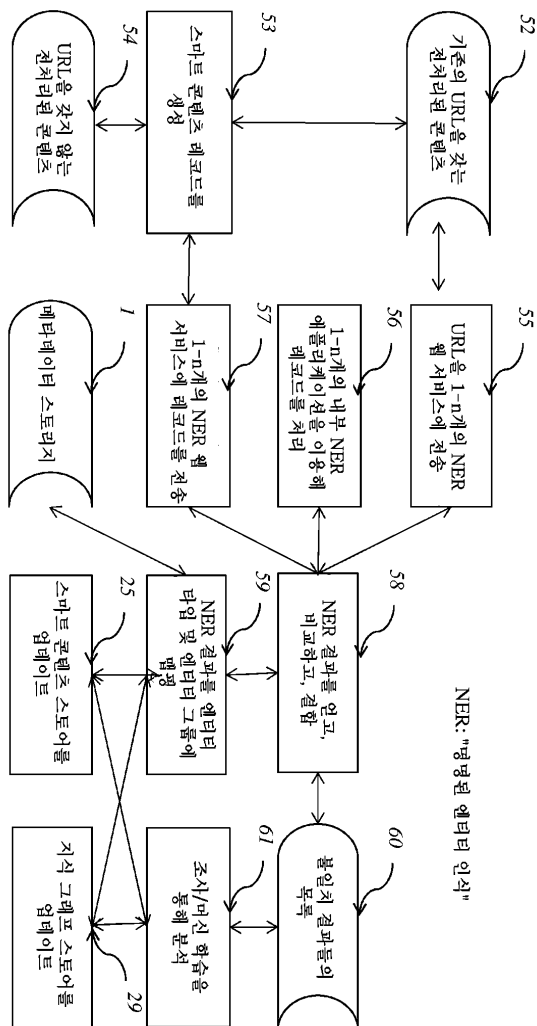 NER: "명명된 엔터티 인식"
52
기존의 URL을 갖는
전처리된 콘텐츠
53
스마트 콘텐츠 레코드를
생성
54
URL을 갖지 않는
전처리된 콘텐츠
55
URL을 1-n개의 NER
웹 서비스에 전송
56
1-n개의 내부 NER
애플리케이션을 이용해
레코드를 처리
57
1-n개의 NER 웹
서비스에 레코드를 전송
1
메타데이터 스토리지
58
NER 결과를 얻고,
비교하고, 결합
59
NER 결과를 엔터티
타입 및 엔터티 그룹에
맵핑
25
스마트 콘텐츠 스토어를
업데이트
60
불일치 결과들의
목록
61
조사/머신 학습을
통해 분석
29
지식 그래프 스토어를
업데이트